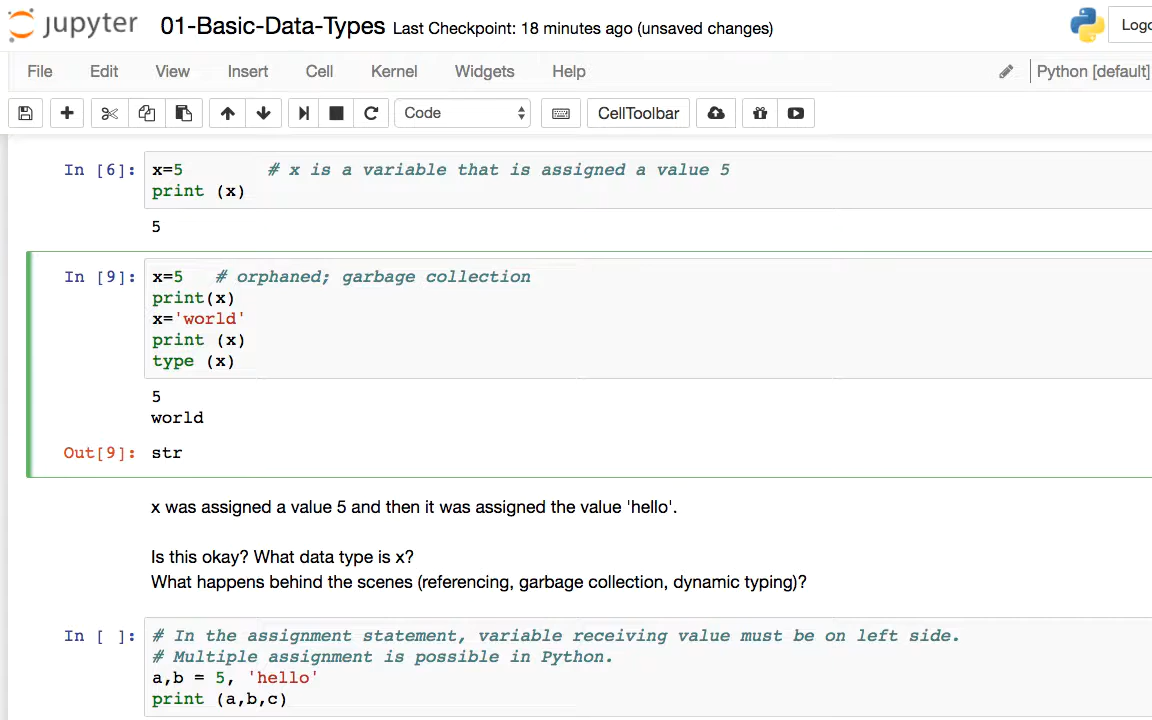 jupyter 01-Basic-Data-Types Last Checkpoint: 18 minutes ago (unsaved changes)
File Edit View Insert Cell Kernel Widgets Help Python [default]
Code CellToolbar
In [6]: x=5 # x is a variable that is assigned a value 5
print (x)
5
In [9]: x=5 # orphaned; garbage collection
print(x)
x='world'
print (x)
type (x)
5
world
Out[9]: str
x was assigned a value 5 and then it was assigned the value 'hello'.
Is this okay? What data type is x?
What happens behind the scenes (referencing, garbage collection, dynamic typing)?
In [ ]: # In the assignment statement, variable receiving value must be on left side.
# Multiple assignment is possible in Python.
a,b = 5, 'hello'
print (a,b,c)